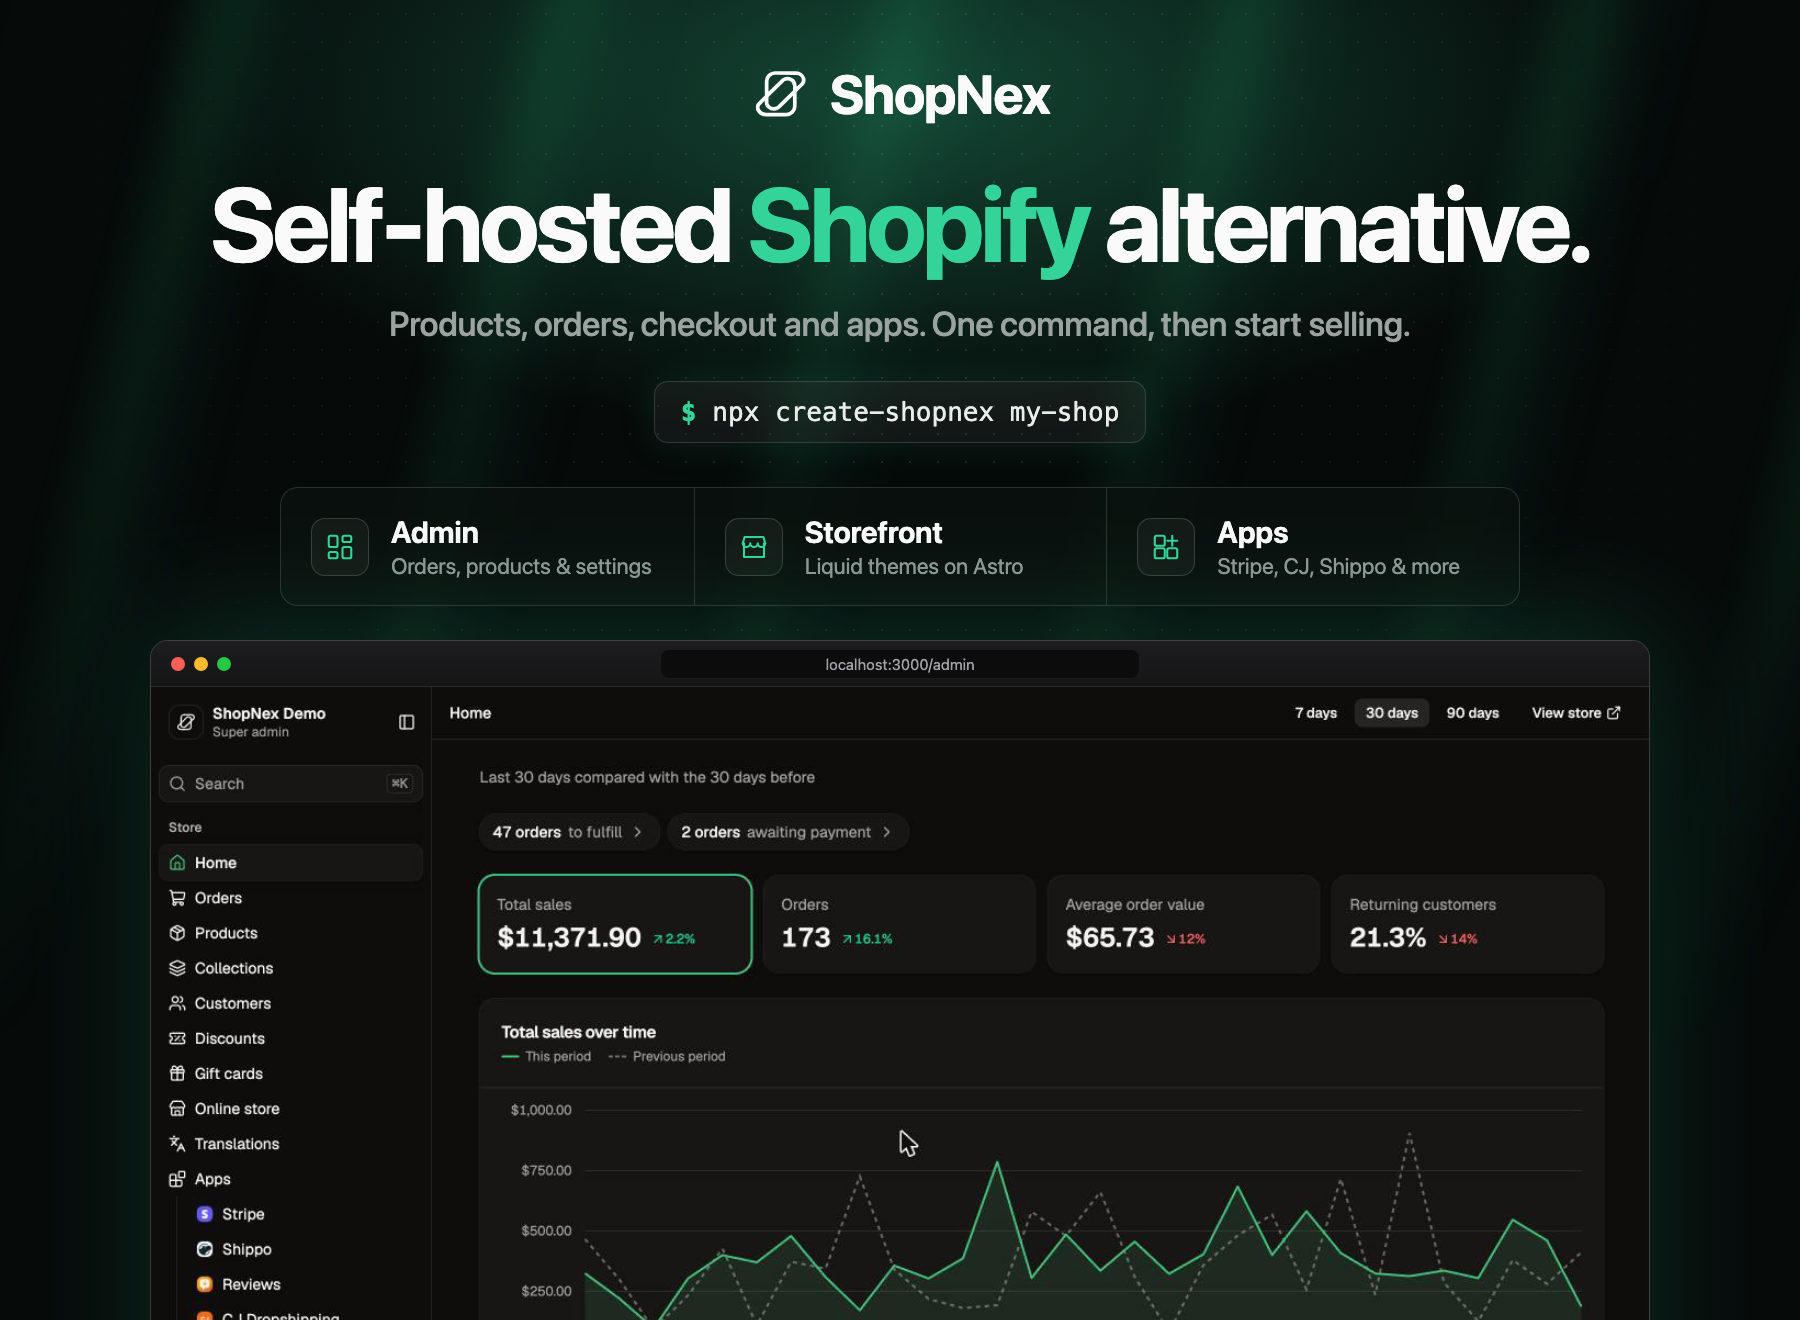 ShopNex
Self-hosted Shopify alternative.
Products, orders, checkout and apps. One command, then start selling.
$ npx create-shopnex my-shop
Admin
Orders, products & settings
Storefront
Liquid themes on Astro
Apps
Stripe, CJ, Shippo & more
localhost:3000/admin
ShopNex Demo
Super admin
Search ⌘K
Store
Home
Orders
Products
Collections
Customers
Discounts
Gift cards
Online store
Translations
Apps
Stripe
Shippo
Reviews
CJ Dropshipping
Home
7 days 30 days 90 days View store
Last 30 days compared with the 30 days before
47 orders to fulfill
2 orders awaiting payment
Total sales
$11,371.90 2.2%
Orders
173 16.1%
Average order value
$65.73 12%
Returning customers
21.3% 14%
Total sales over time
This period Previous period
$1,000.00
$750.00
$500.00
$250.00